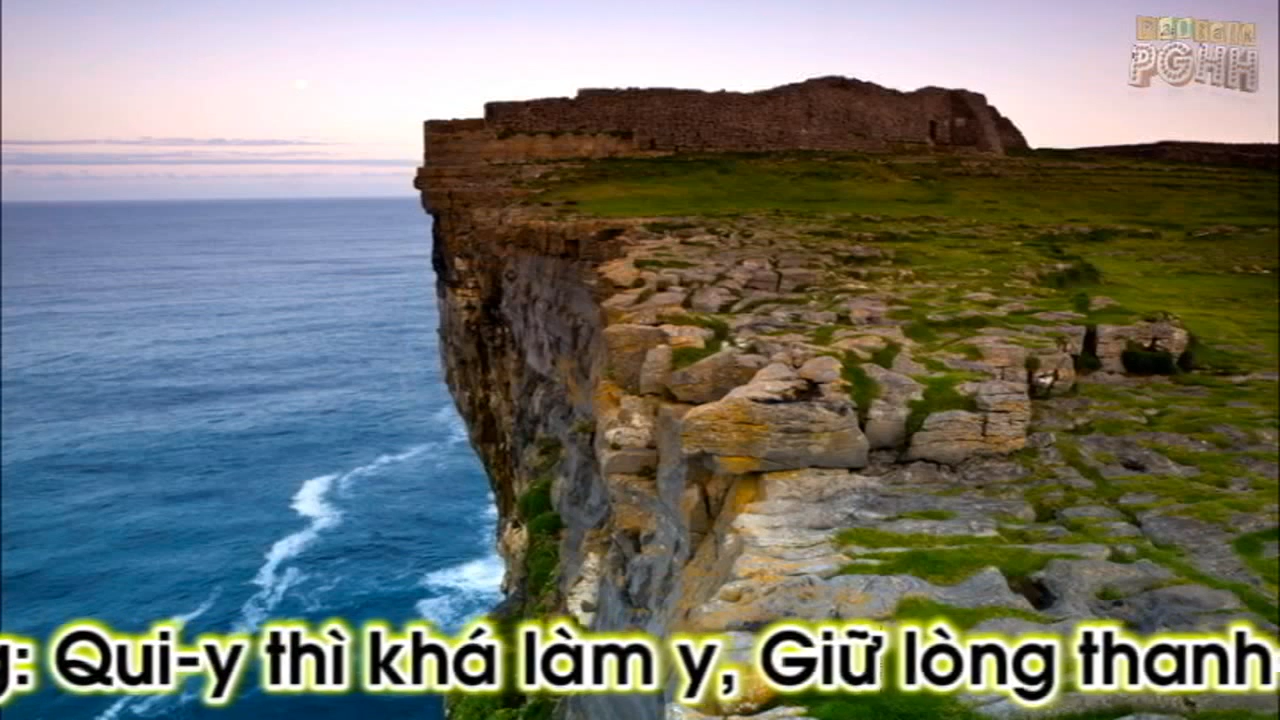 PGHH
g: Qui-y thì khá làm y, Giữ lòng thanh-